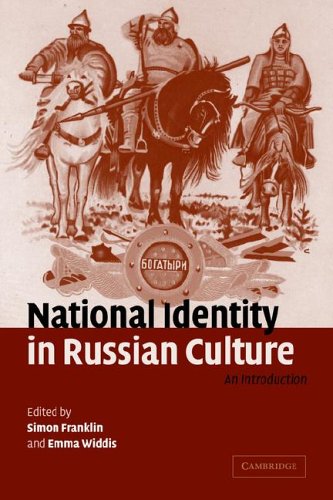 БОГАТЫРИ
National Identity
in Russian Culture
An Introduction
Edited by
Simon Franklin
and Emma Widdis
CAMBRIDGE